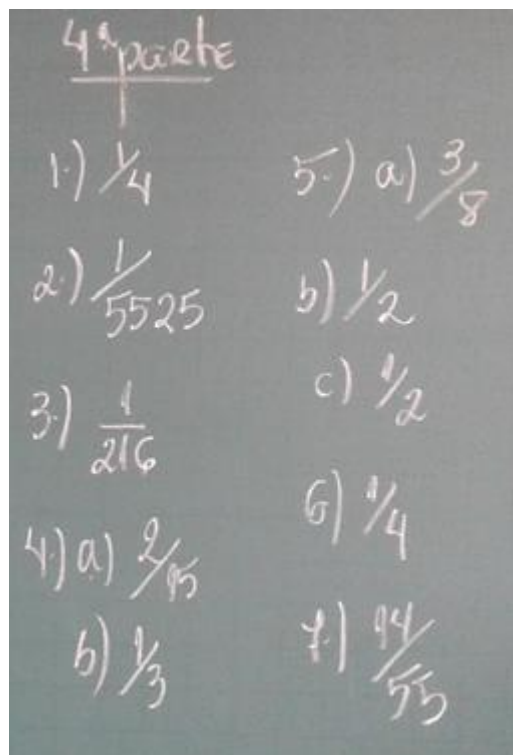 4ª parte
1.) 1/4
2.) 1/5525
3.) 1/216
4.) a) 2/15
b) 1/3
5.) a) 3/8
b) 1/2
c) 1/2
6) 1/4
7.) 14/55